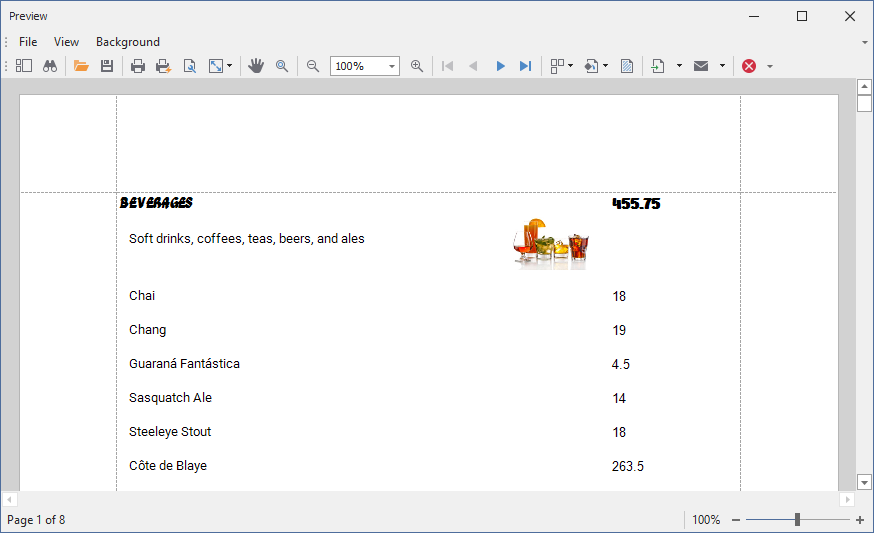 Preview
File View Background
100%
BEVERAGES 455.75
Soft drinks, coffees, teas, beers, and ales
Chai 18
Chang 19
Guaraná Fantástica 4.5
Sasquatch Ale 14
Steeleye Stout 18
Côte de Blaye 263.5
Page 1 of 8 100%